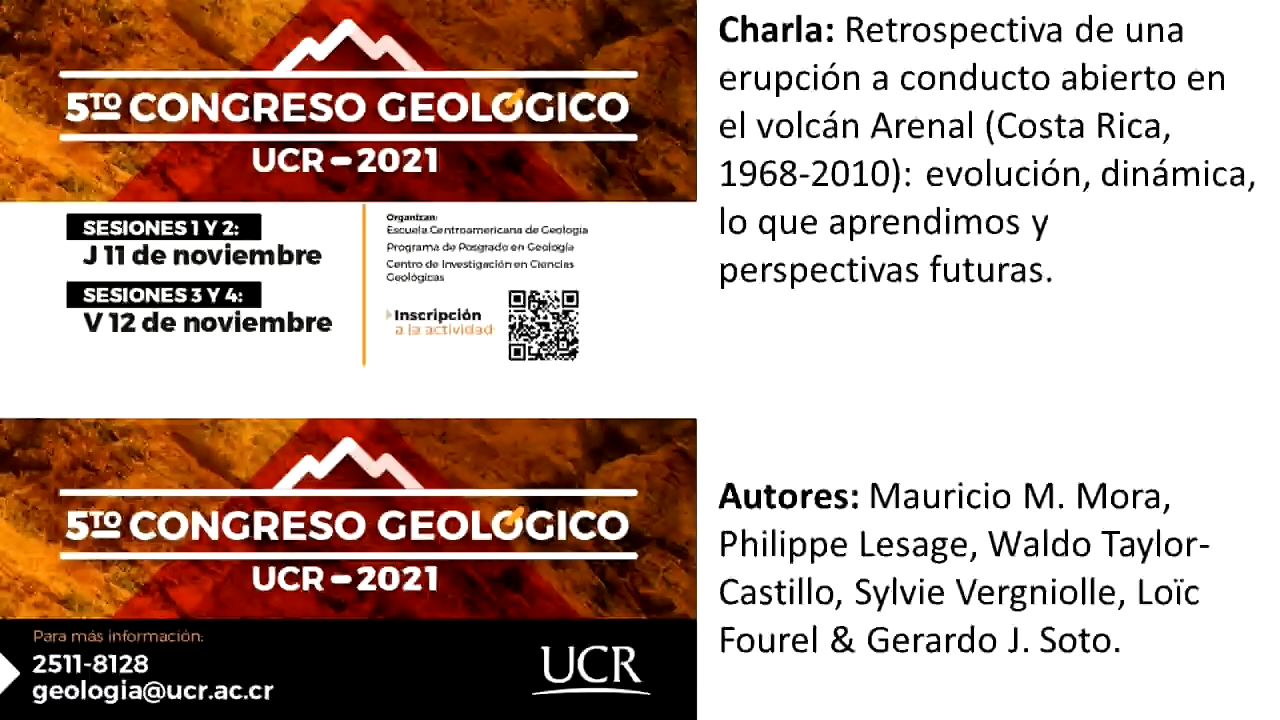 5TO CONGRESO GEOLÓGICO
UCR – 2021
SESIONES 1 Y 2:
J 11 de noviembre
SESIONES 3 Y 4:
V 12 de noviembre
Organizan:
Escuela Centroamericana de Geología
Programa de Posgrado en Geología
Centro de Investigación en Ciencias
Geológicas
Inscripción
a la actividad
5TO CONGRESO GEOLÓGICO
UCR – 2021
Para más información:
2511-8128
geologia@ucr.ac.cr
UCR
Charla: Retrospectiva de una
erupción a conducto abierto en
el volcán Arenal (Costa Rica,
1968-2010): evolución, dinámica,
lo que aprendimos y
perspectivas futuras.
Autores: Mauricio M. Mora,
Philippe Lesage, Waldo Taylor-
Castillo, Sylvie Vergniolle, Loïc
Fourel & Gerardo J. Soto.